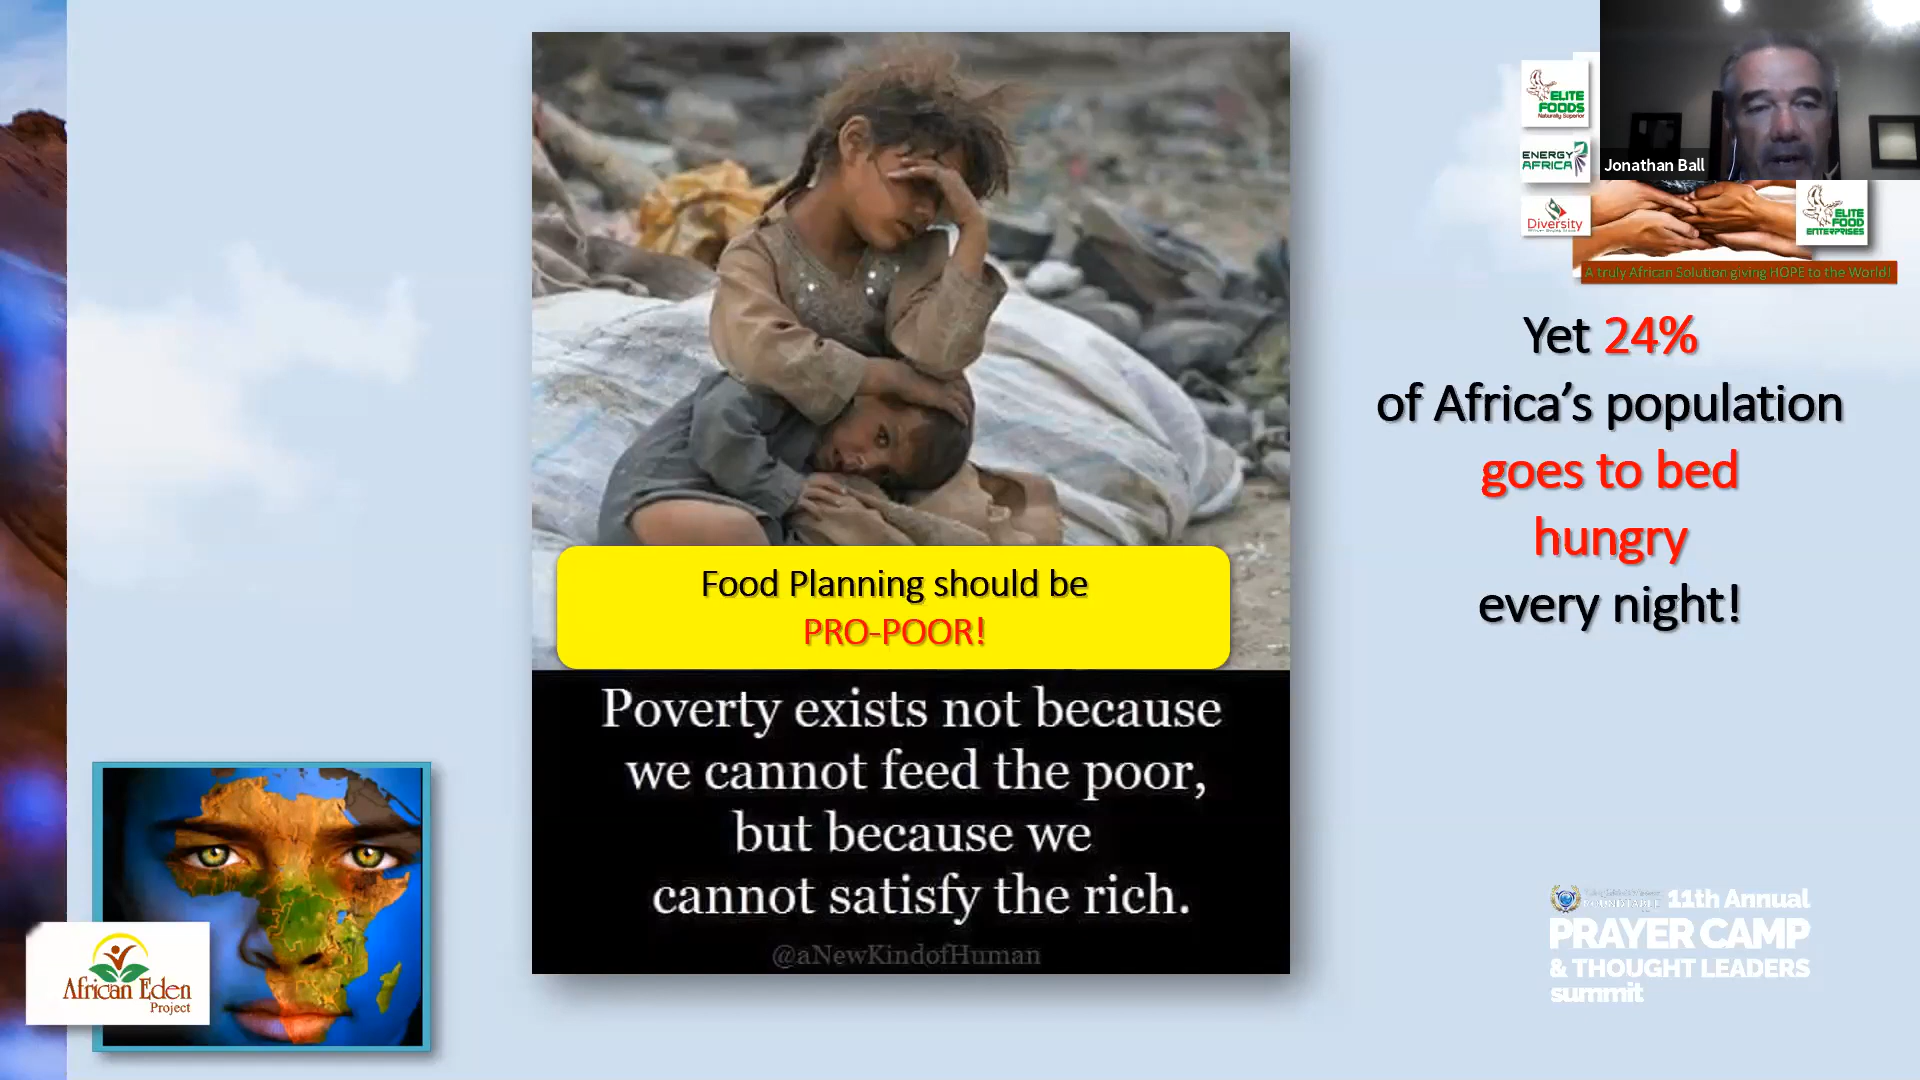 ELITE
FOODS
Naturally Superior
ENERGY
AFRICA
Diversity
Jonathan Ball
ELITE
FOOD
ENTERPRISES
A truly African Solution giving HOPE to the World!
Yet 24%
of Africa’s population
goes to bed
hungry
every night!
Food Planning should be
PRO-POOR!
Poverty exists not because
we cannot feed the poor,
but because we
cannot satisfy the rich.
@aNewKindofHuman
African Eden
Project
11th Annual
PRAYER CAMP
& THOUGHT LEADERS
summit